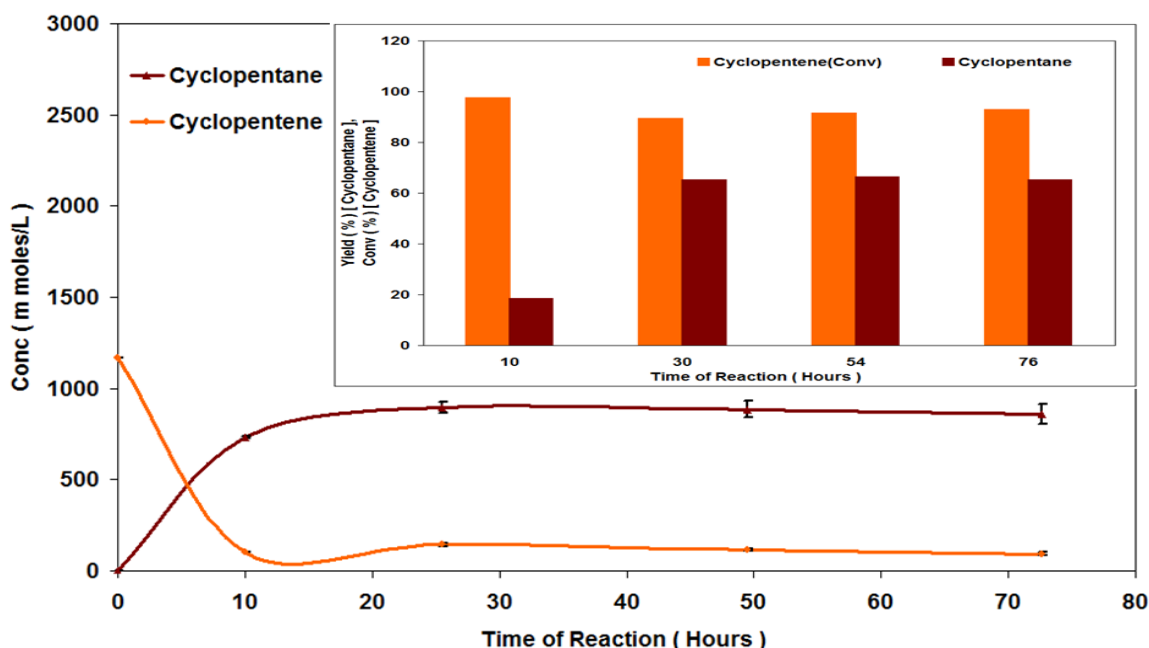 3000
2500
2000
1500
1000
500
0
Conc ( m moles/L )
Cyclopentane
Cyclopentene
0 10 20 30 40 50 60 70 80
Time of Reaction ( Hours )
120
100
80
60
40
20
0
Yield ( % ) [ Cyclopentane ],
Conv ( % ) [ Cyclopentene ]
Cyclopentene(Conv) Cyclopentane
10 30 54 76
Time of Reaction ( Hours )